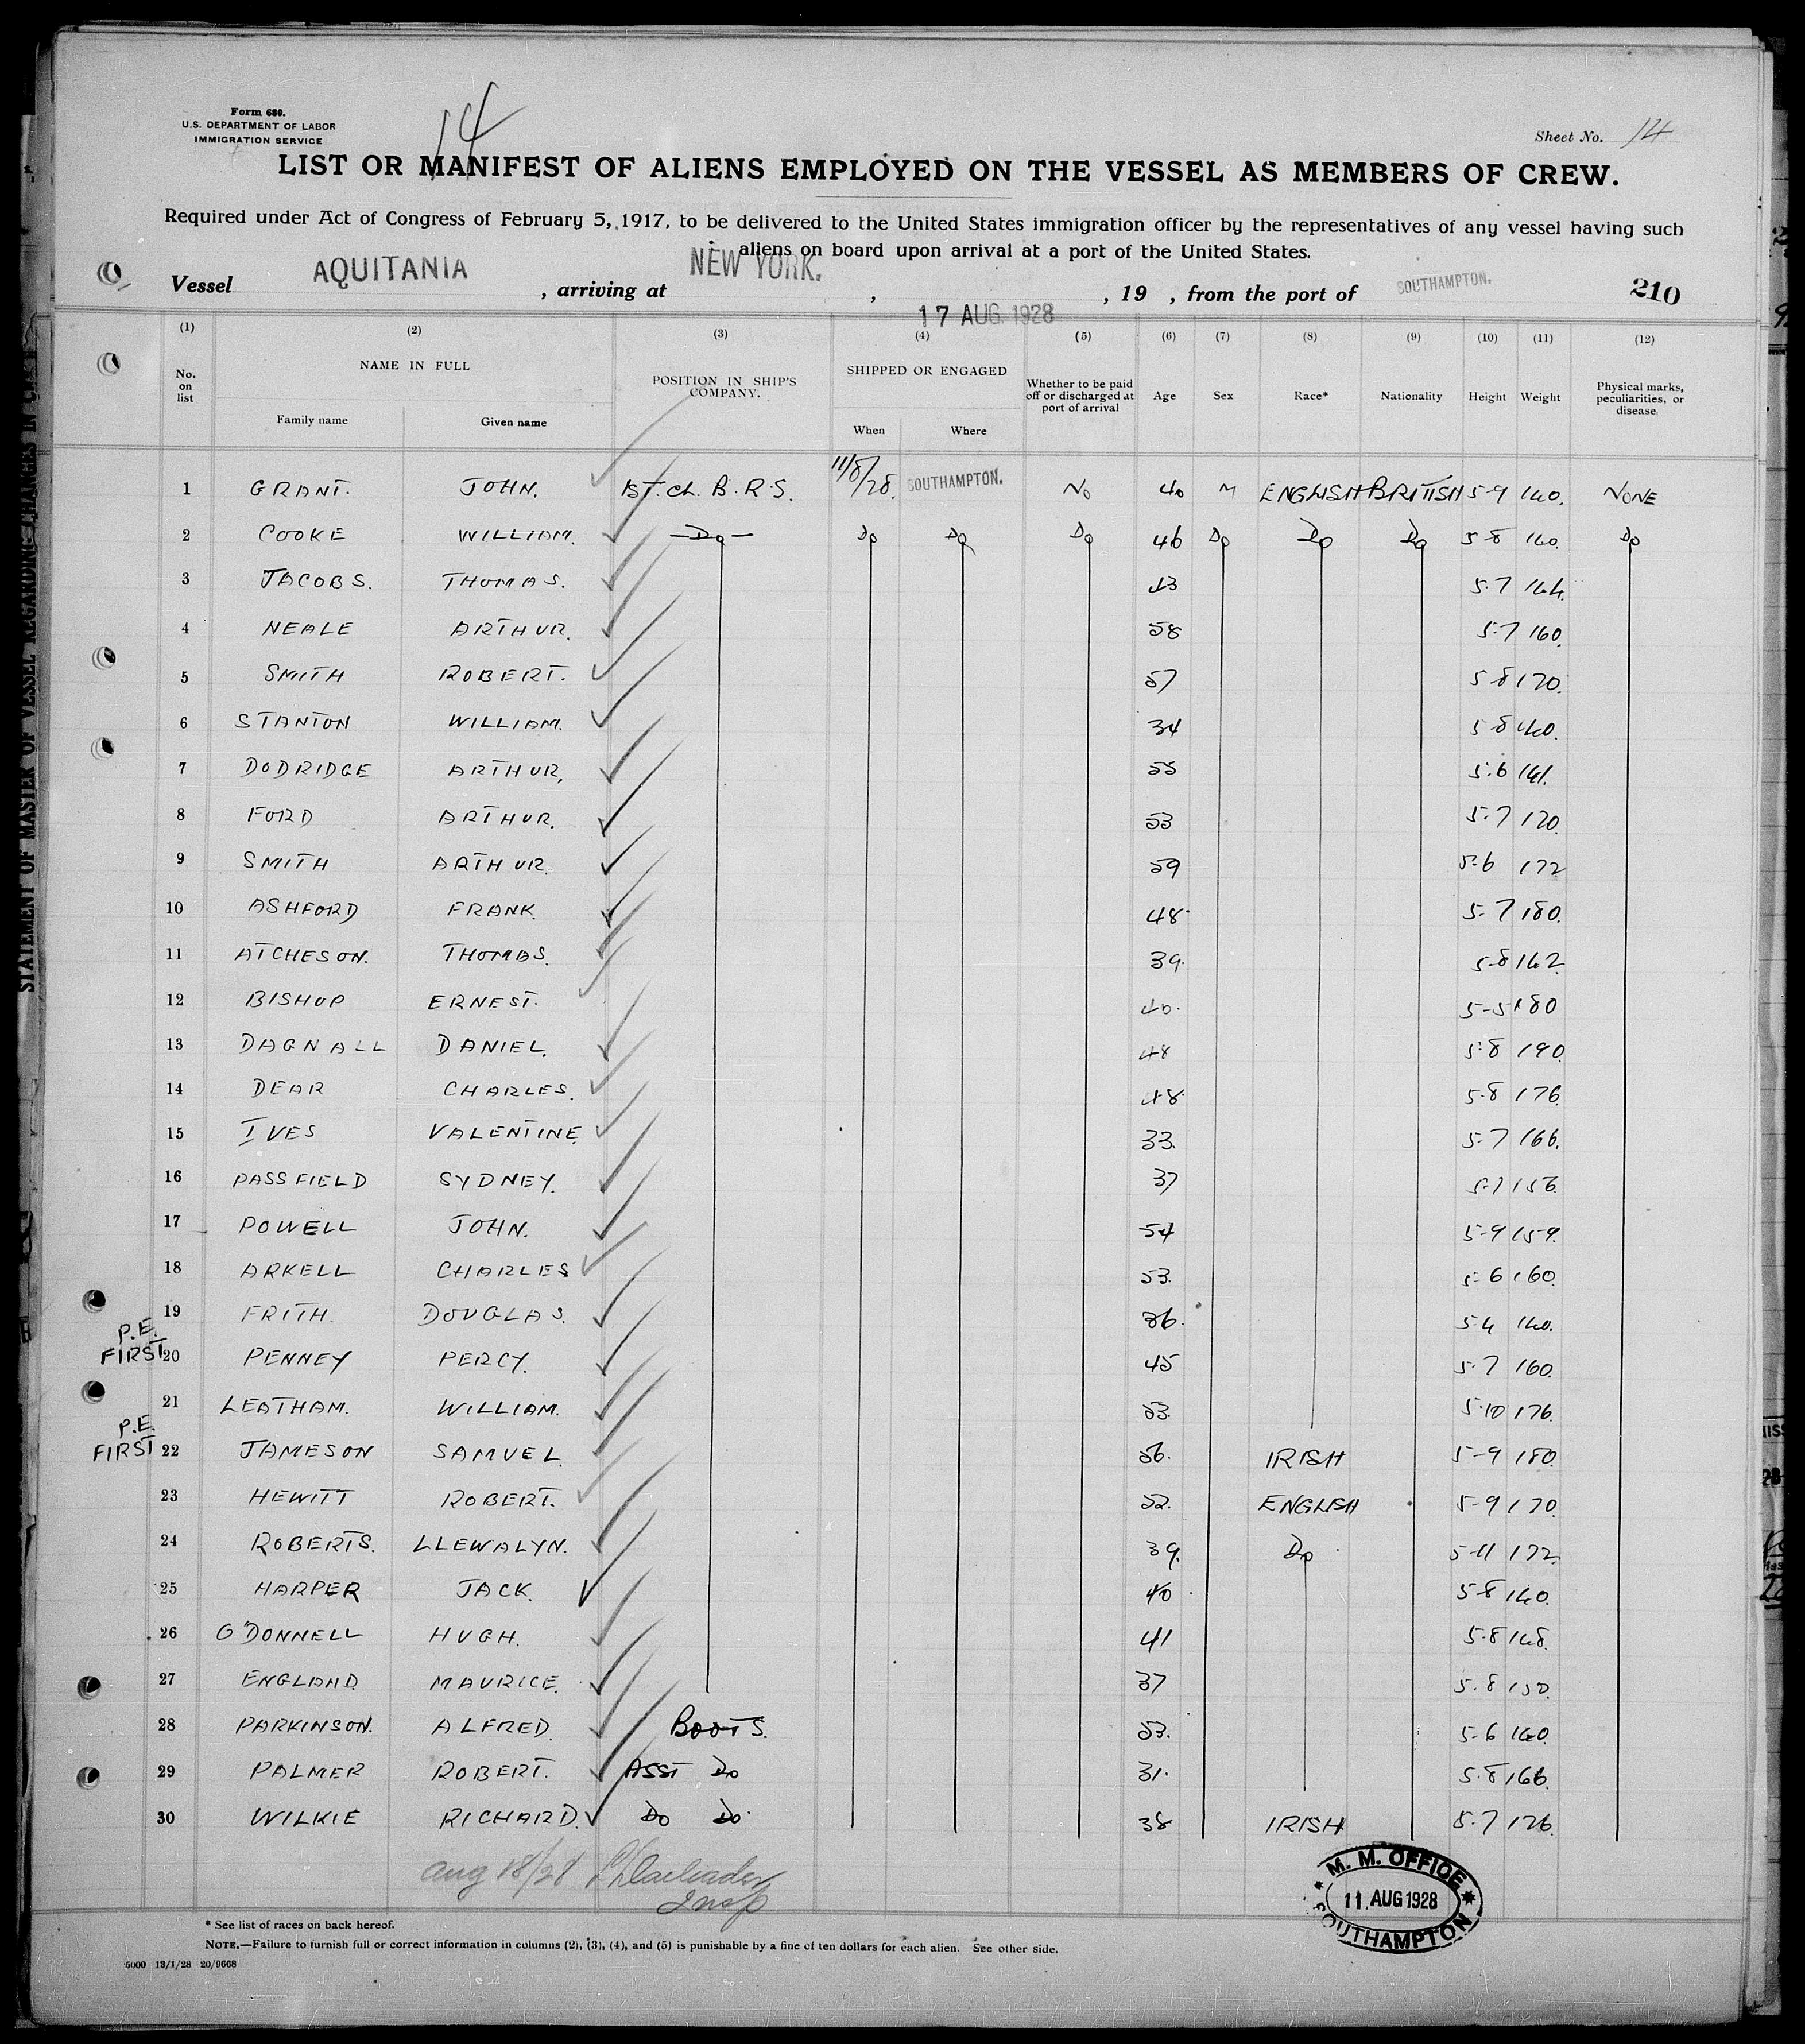 Form 680.
U.S. DEPARTMENT OF LABOR
IMMIGRATION SERVICE
14
Sheet No. 14
LIST OR MANIFEST OF ALIENS EMPLOYED ON THE VESSEL AS MEMBERS OF CREW.
Required under Act of Congress of February 5, 1917, to be delivered to the United States immigration officer by the representatives of any vessel having such
aliens on board upon arrival at a port of the United States.
Vessel AQUITANIA , arriving at NEW YORK. , 17 AUG. 1928 , 19 , from the port of SOUTHAMPTON. 210
(1) (2) (3) (4) (5) (6) (7) (8) (9) (10) (11) (12)
No. on list NAME IN FULL POSITION IN SHIP'S COMPANY. SHIPPED OR ENGAGED Whether to be paid off or discharged at port of arrival Age Sex Race* Nationality Height Weight Physical marks, peculiarities, or disease.
Family name Given name When Where
1 GRANT. JOHN. 1ST. CL. B.R.S. 11/8/28. SOUTHAMPTON. No 40 M ENGLISH BRITISH 5-9 140. NONE
2 COOKE WILLIAM. Do Do Do Do 46 Do Do Do 5-8 160. Do
3 JACOBS. THOMAS. 43 5.7 144.
4 NEALE ARTHUR. 58 5.7 160.
5 SMITH ROBERT. 57 5-8 170.
6 STANTON WILLIAM. 34 5-8 140.
7 DODRIDGE ARTHUR, 55 5.6 141.
8 FORD ARTHUR. 53 5.7 170.
9 SMITH ARTHUR. 59 5.6 172
10 ASHFORD FRANK. 48 5.7 180.
11 ATCHESON. THOMAS. 39. 5-8 162
12 BISHOP ERNEST. 40. 5-5 180
13 DAGNALL DANIEL. 48 5.8 190.
14 DEAR CHARLES. 48 5.8 176.
15 IVES VALENTINE. 33. 5.7 166.
16 PASSFIELD SYDNEY. 37 5.7 156.
17 POWELL JOHN. 54 5-9 159.
18 ARKELL CHARLES 53. 5-6 160.
19 FRITH. DOUGLAS. 36. 5.4 140.
P.E. FIRST 20 PENNEY PERCY. 45 5.7 160.
21 LEATHAM. WILLIAM. 53. 5.10 176.
P.E. FIRST 22 JAMESON SAMUEL. 56. IRISH 5-9 180.
23 HEWITT ROBERT. 52. ENGLISH 5-9 170.
24 ROBERTS. LLEWALYN. 39. Do 5-11 172.
25 HARPER JACK. 40 5-8 140.
26 O'DONNELL HUGH. 41 5.8 148.
27 ENGLAND. MAURICE. 37 5.8 150.
28 PARKINSON. ALFRED. BOOTS. 53. 5-6 140.
29 PALMER ROBERT. ASST Do 31. 5.8 166.
30 WILKIE RICHARD. Do Do 38 IRISH 5.7 126.
Aug 18/28
Insp
M. M. OFFICE
11 AUG 1928
SOUTHAMPTON
* See list of races on back hereof.
NOTE.—Failure to furnish full or correct information in columns (2), (3), (4), and (5) is punishable by a fine of ten dollars for each alien. See other side.
5000 13/1/28 20/9668